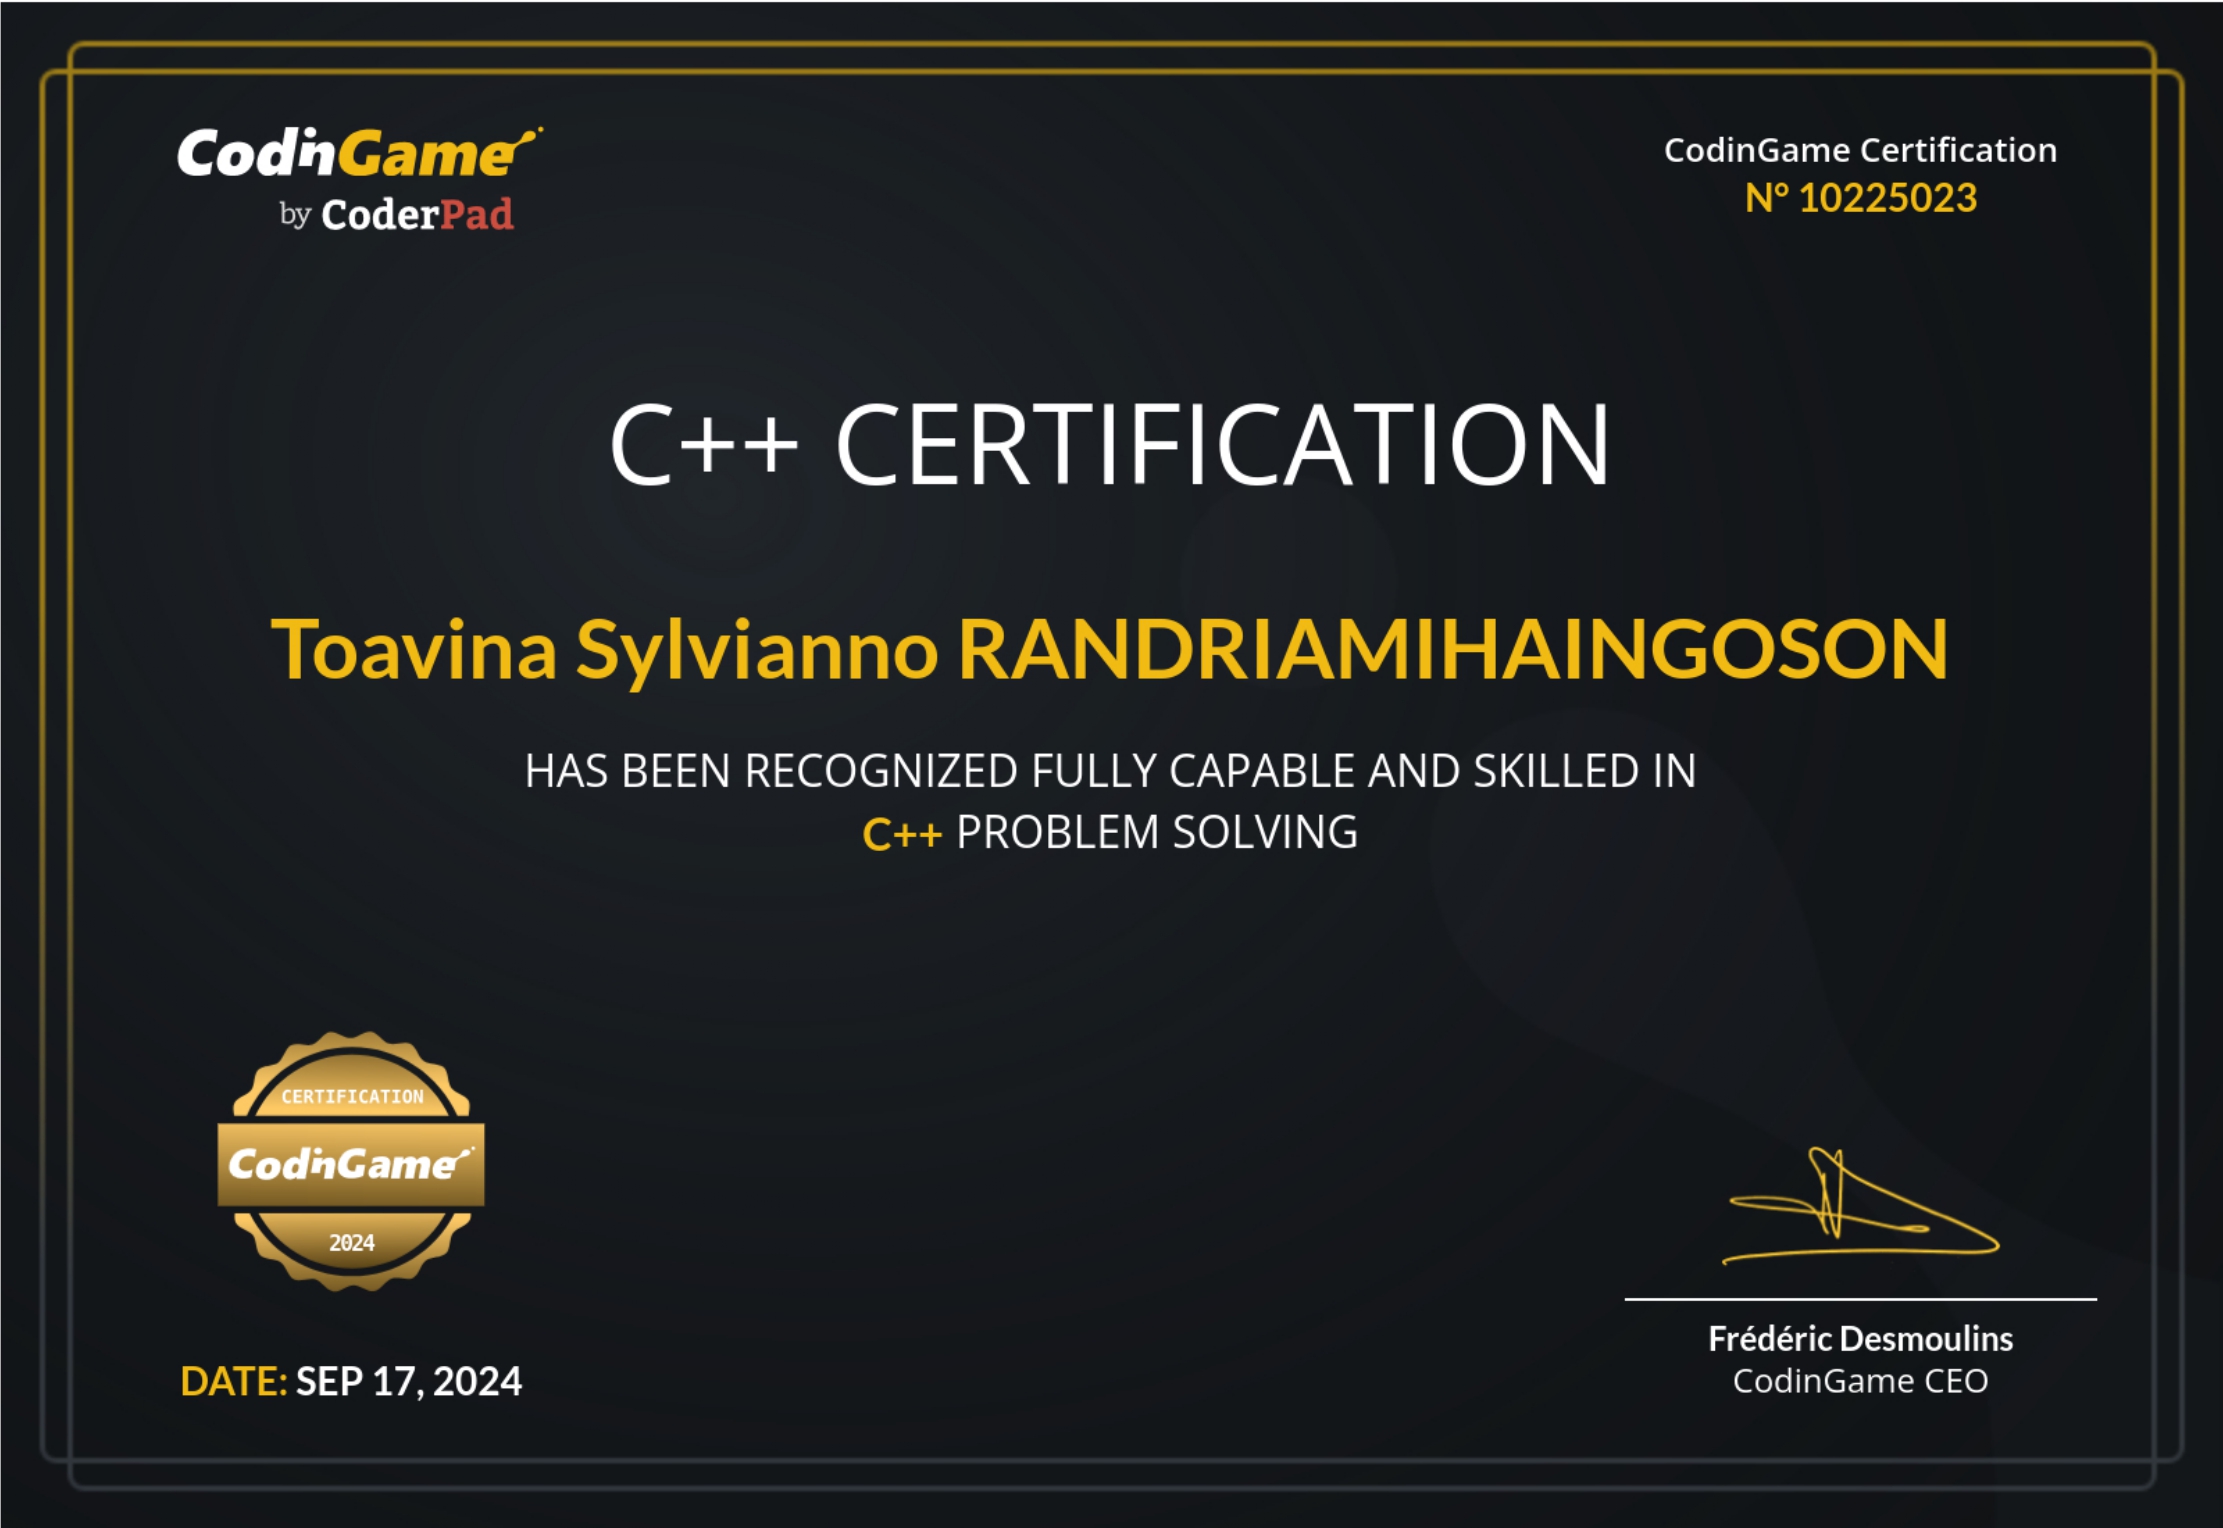 CodinGame
by CoderPad
CodinGame Certification
N° 10225023
C++ CERTIFICATION
Toavina Sylvianno RANDRIAMIHAINGOSON
HAS BEEN RECOGNIZED FULLY CAPABLE AND SKILLED IN
C++ PROBLEM SOLVING
CERTIFICATION
CodinGame
2024
DATE: SEP 17, 2024
Frédéric Desmoulins
CodinGame CEO